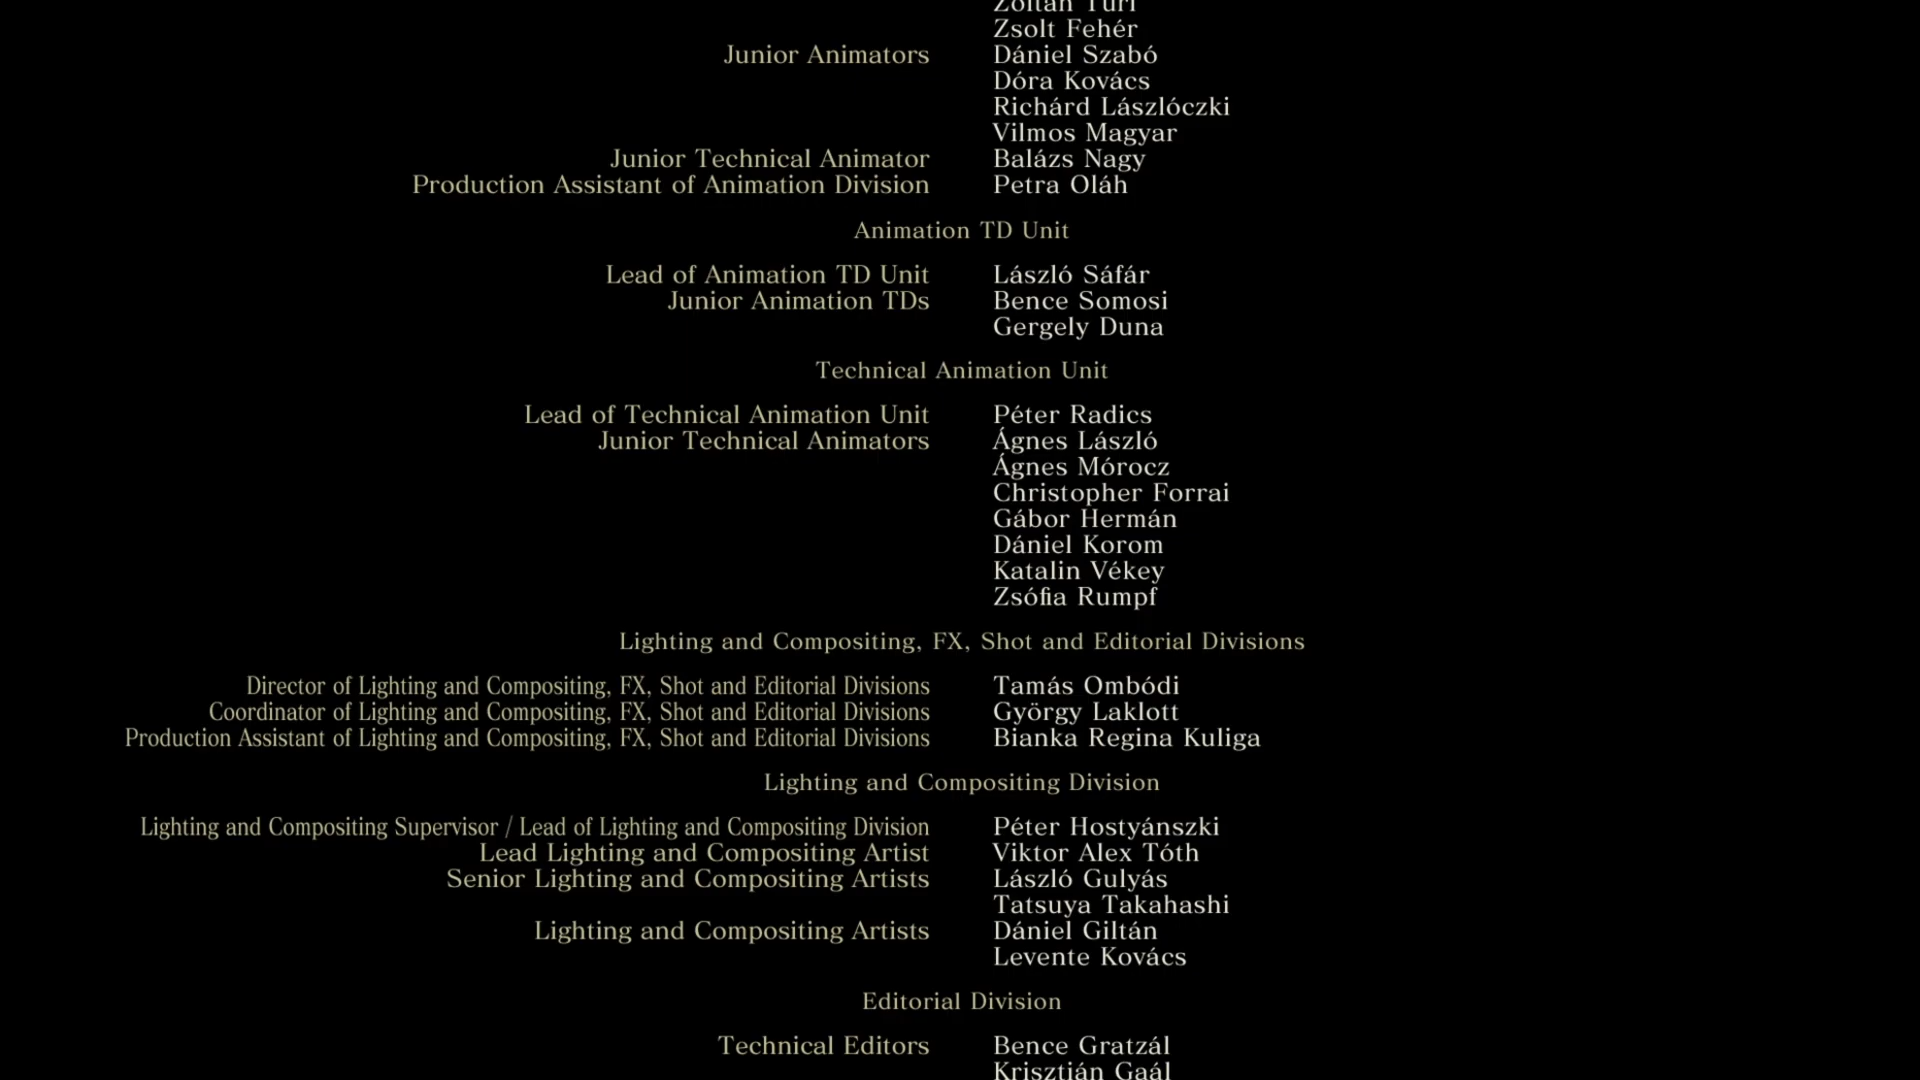 Zoltán Turi
Zsolt Fehér
Junior Animators Dániel Szabó
Dóra Kovács
Richárd Lászlóczki
Vilmos Magyar
Junior Technical Animator Balázs Nagy
Production Assistant of Animation Division Petra Oláh
Animation TD Unit
Lead of Animation TD Unit László Sáfár
Junior Animation TDs Bence Somosi
Gergely Duna
Technical Animation Unit
Lead of Technical Animation Unit Péter Radics
Junior Technical Animators Ágnes László
Ágnes Mórocz
Christopher Forrai
Gábor Hermán
Dániel Korom
Katalin Vékey
Zsófia Rumpf
Lighting and Compositing, FX, Shot and Editorial Divisions
Director of Lighting and Compositing, FX, Shot and Editorial Divisions Tamás Ombódi
Coordinator of Lighting and Compositing, FX, Shot and Editorial Divisions György Laklott
Production Assistant of Lighting and Compositing, FX, Shot and Editorial Divisions Bianka Regina Kuliga
Lighting and Compositing Division
Lighting and Compositing Supervisor / Lead of Lighting and Compositing Division Péter Hostyánszki
Lead Lighting and Compositing Artist Viktor Alex Tóth
Senior Lighting and Compositing Artists László Gulyás
Tatsuya Takahashi
Lighting and Compositing Artists Dániel Giltán
Levente Kovács
Editorial Division
Technical Editors Bence Gratzál
Krisztián Gaál